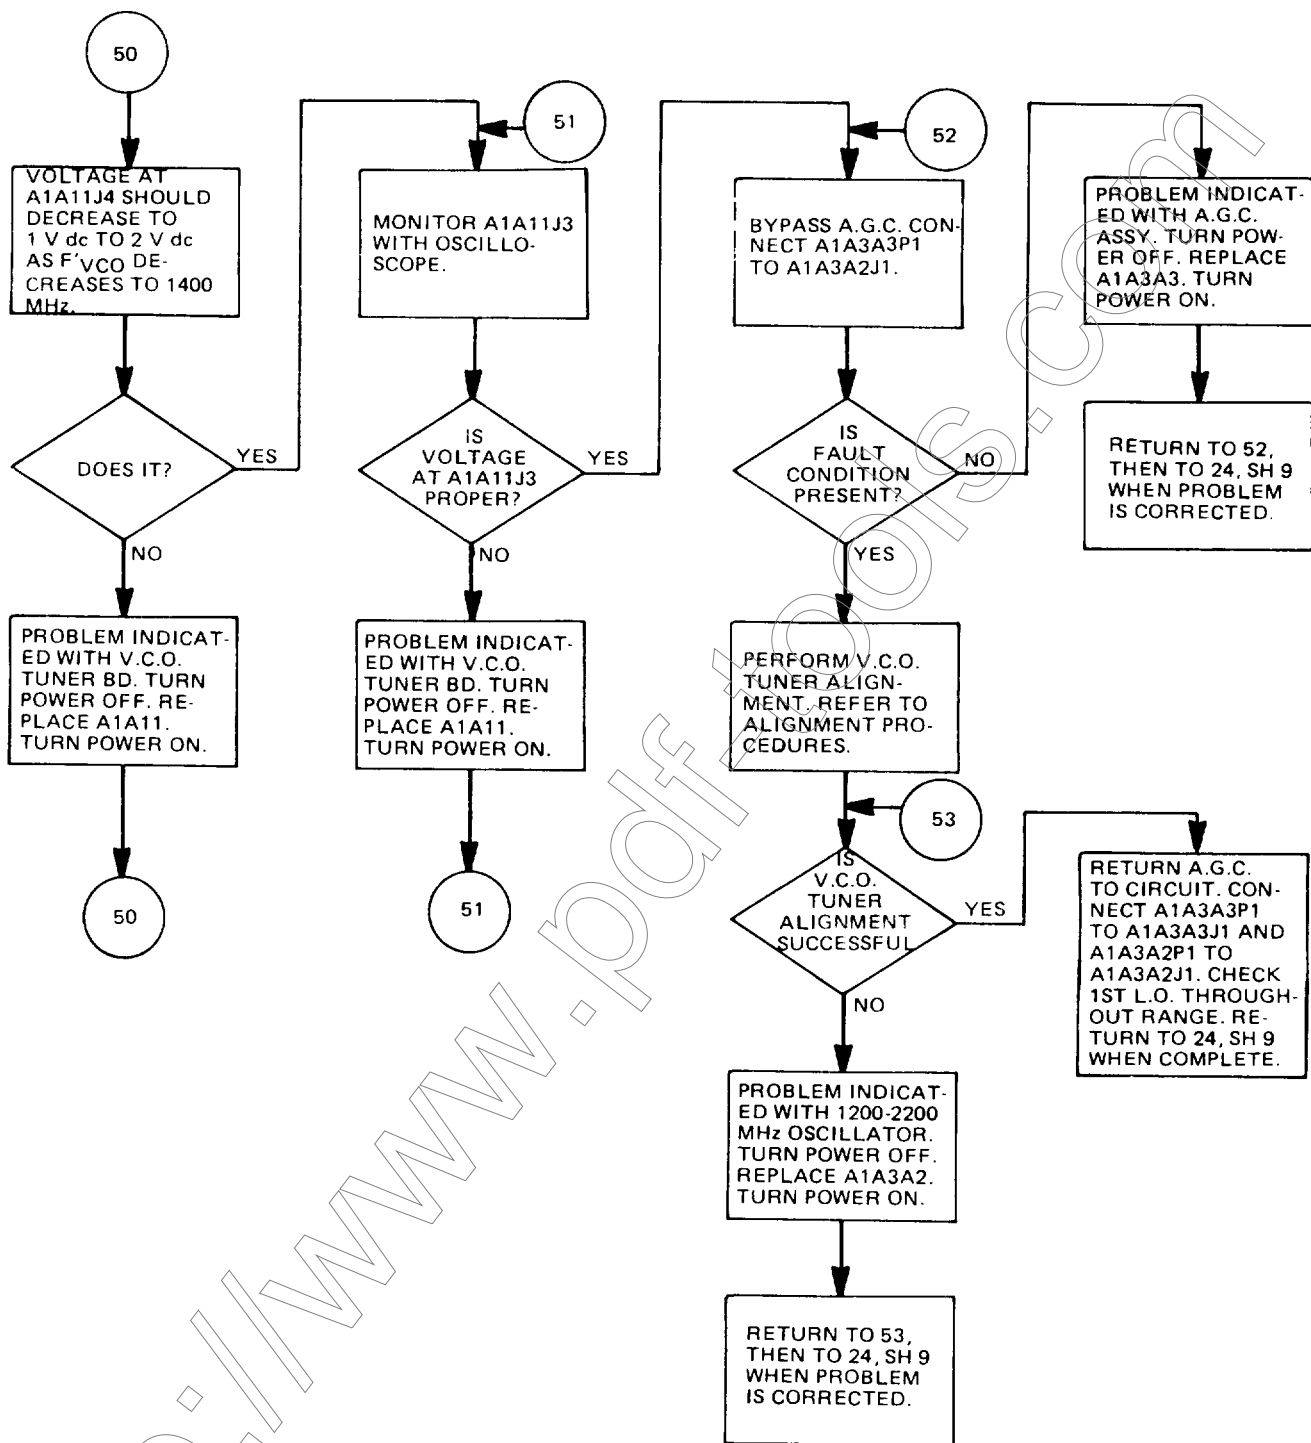 50
VOLTAGE AT
A1A11J4 SHOULD
DECREASE TO
1 V dc TO 2 V dc
AS F'VCO DE-
CREASES TO 1400
MHz.
DOES IT?
YES
NO
PROBLEM INDICAT-
ED WITH V.C.O.
TUNER BD. TURN
POWER OFF. RE-
PLACE A1A11.
TURN POWER ON.
50
51
MONITOR A1A11J3
WITH OSCILLO-
SCOPE.
IS
VOLTAGE
AT A1A11J3
PROPER?
YES
NO
PROBLEM INDICAT-
ED WITH V.C.O.
TUNER BD. TURN
POWER OFF. RE-
PLACE A1A11.
TURN POWER ON.
51
52
BYPASS A.G.C. CON-
NECT A1A3A3P1
TO A1A3A2J1.
IS
FAULT
CONDITION
PRESENT?
NO
YES
PERFORM V.C.O.
TUNER ALIGN-
MENT. REFER TO
ALIGNMENT PRO-
CEDURES.
53
IS
V.C.O.
TUNER
ALIGNMENT
SUCCESSFUL
YES
NO
PROBLEM INDICAT-
ED WITH 1200-2200
MHz OSCILLATOR.
TURN POWER OFF.
REPLACE A1A3A2.
TURN POWER ON.
RETURN TO 53,
THEN TO 24, SH 9
WHEN PROBLEM
IS CORRECTED.
PROBLEM INDICAT-
ED WITH A.G.C.
ASSY. TURN POW-
ER OFF. REPLACE
A1A3A3. TURN
POWER ON.
RETURN TO 52,
THEN TO 24, SH 9
WHEN PROBLEM
IS CORRECTED.
RETURN A.G.C.
TO CIRCUIT. CON-
NECT A1A3A3P1
TO A1A3A3J1 AND
A1A3A2P1 TO
A1A3A2J1. CHECK
1ST L.O. THROUGH-
OUT RANGE. RE-
TURN TO 24, SH 9
WHEN COMPLETE.
://www.pdf-tools.com